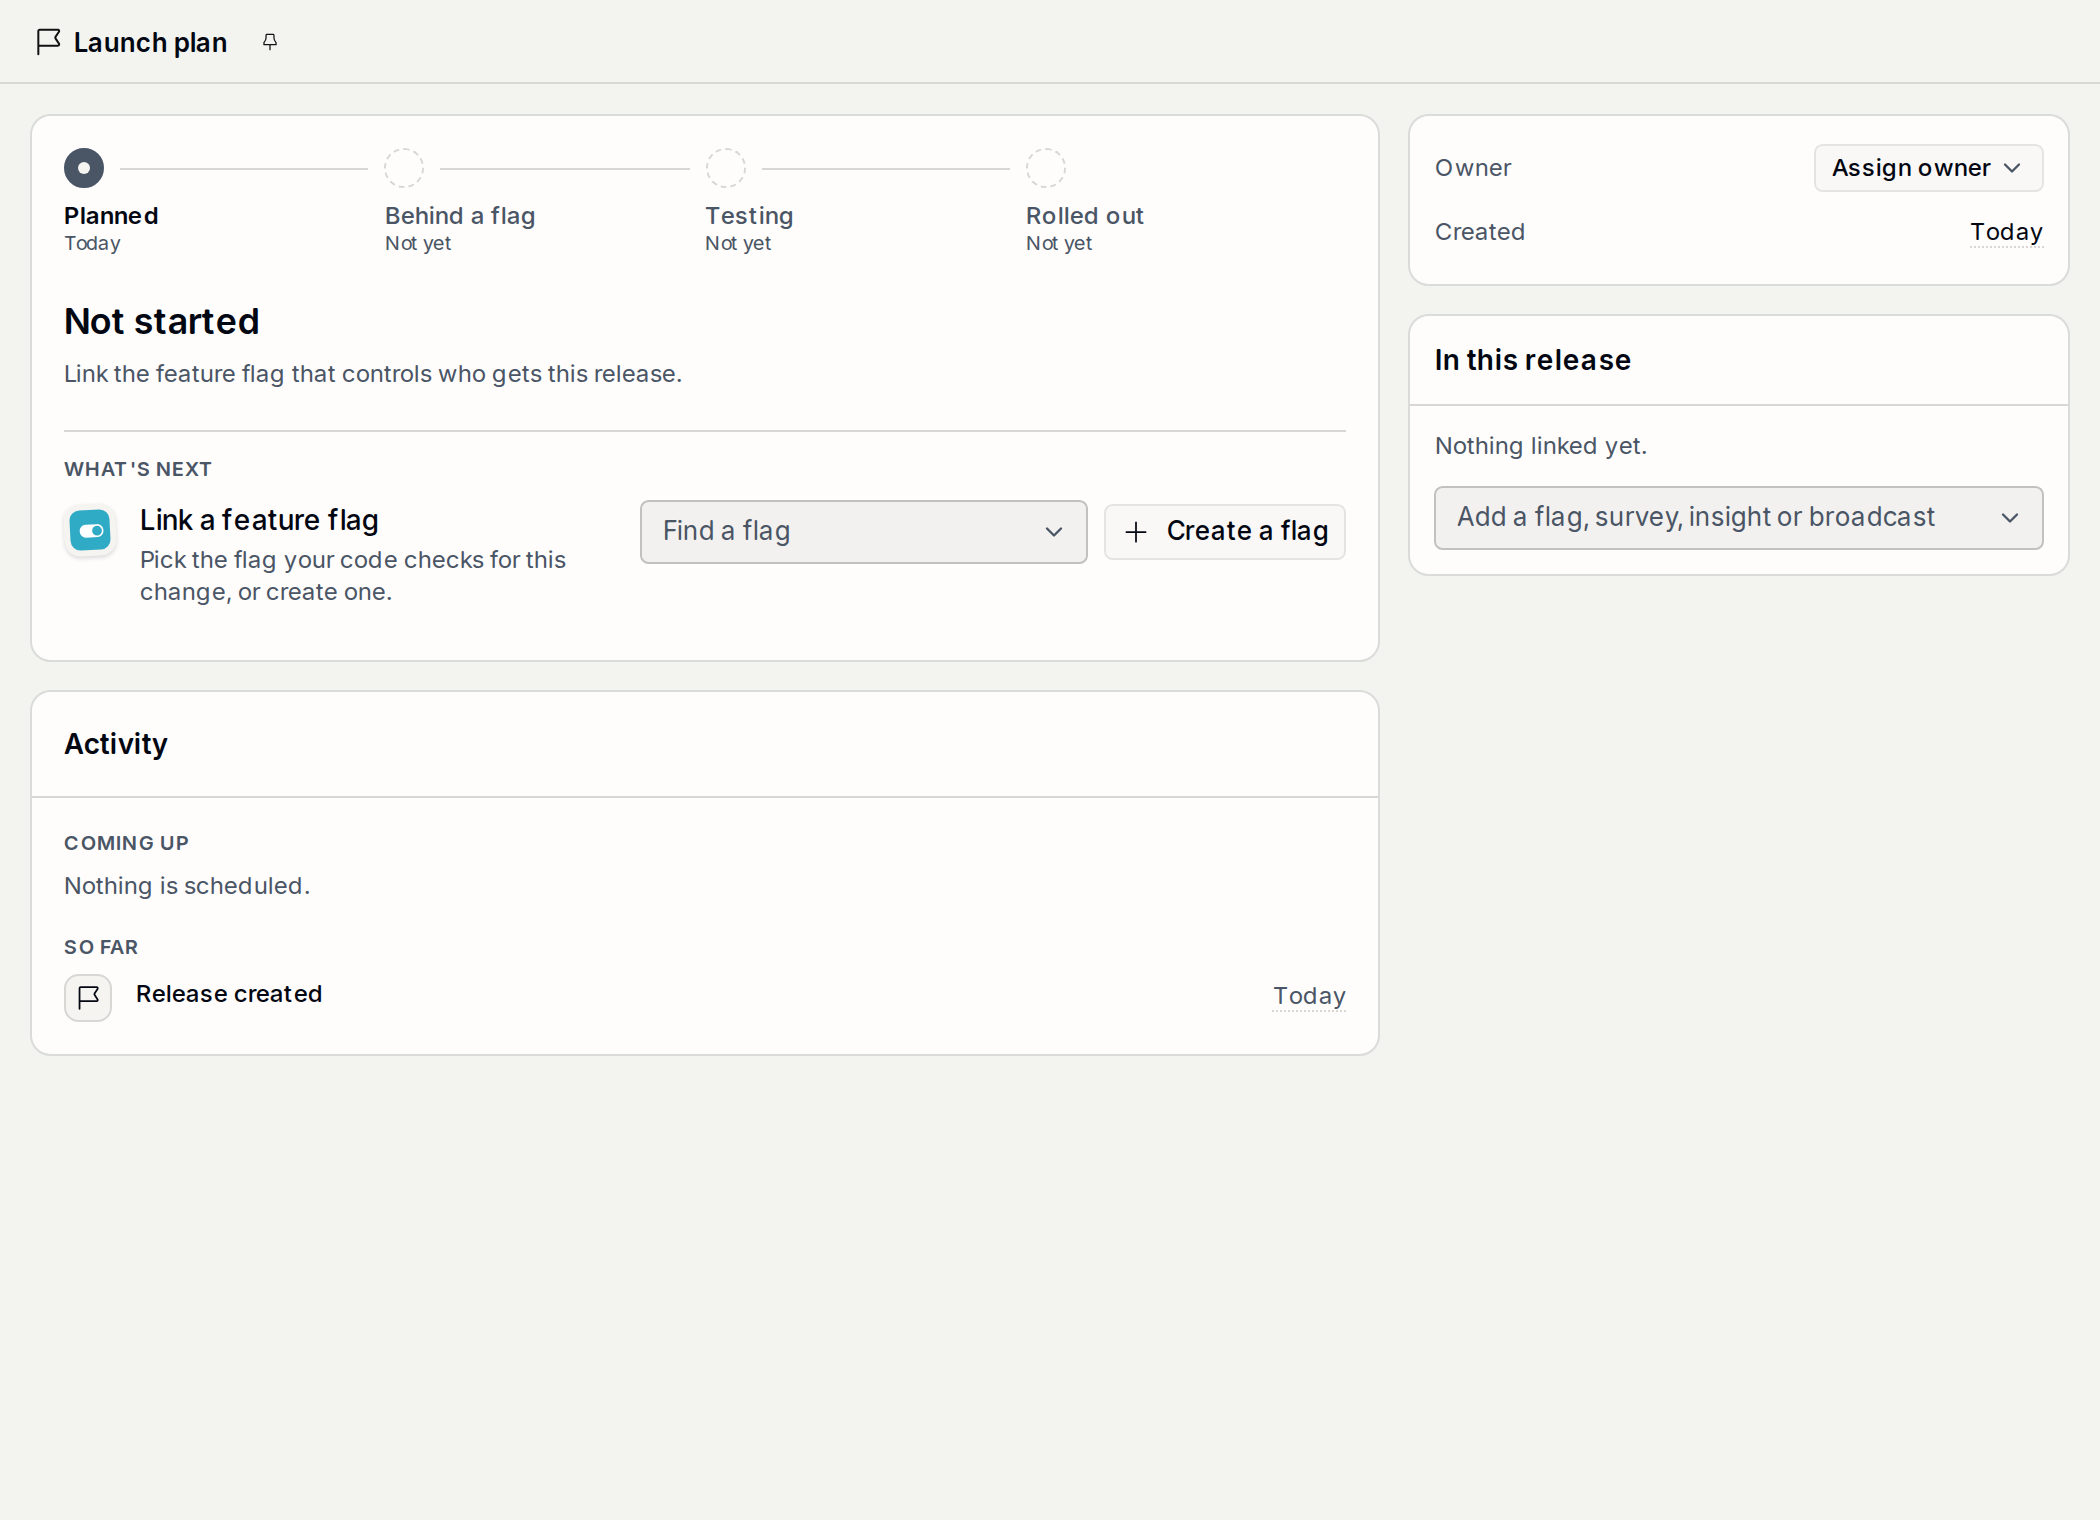 Launch plan
Planned
Today
Behind a flag
Not yet
Testing
Not yet
Rolled out
Not yet
Not started
Link the feature flag that controls who gets this release.
WHAT'S NEXT
Link a feature flag
Pick the flag your code checks for this
change, or create one.
Find a flag
Create a flag
Activity
COMING UP
Nothing is scheduled.
SO FAR
Release created
Today
Owner
Assign owner
Created
Today
In this release
Nothing linked yet.
Add a flag, survey, insight or broadcast